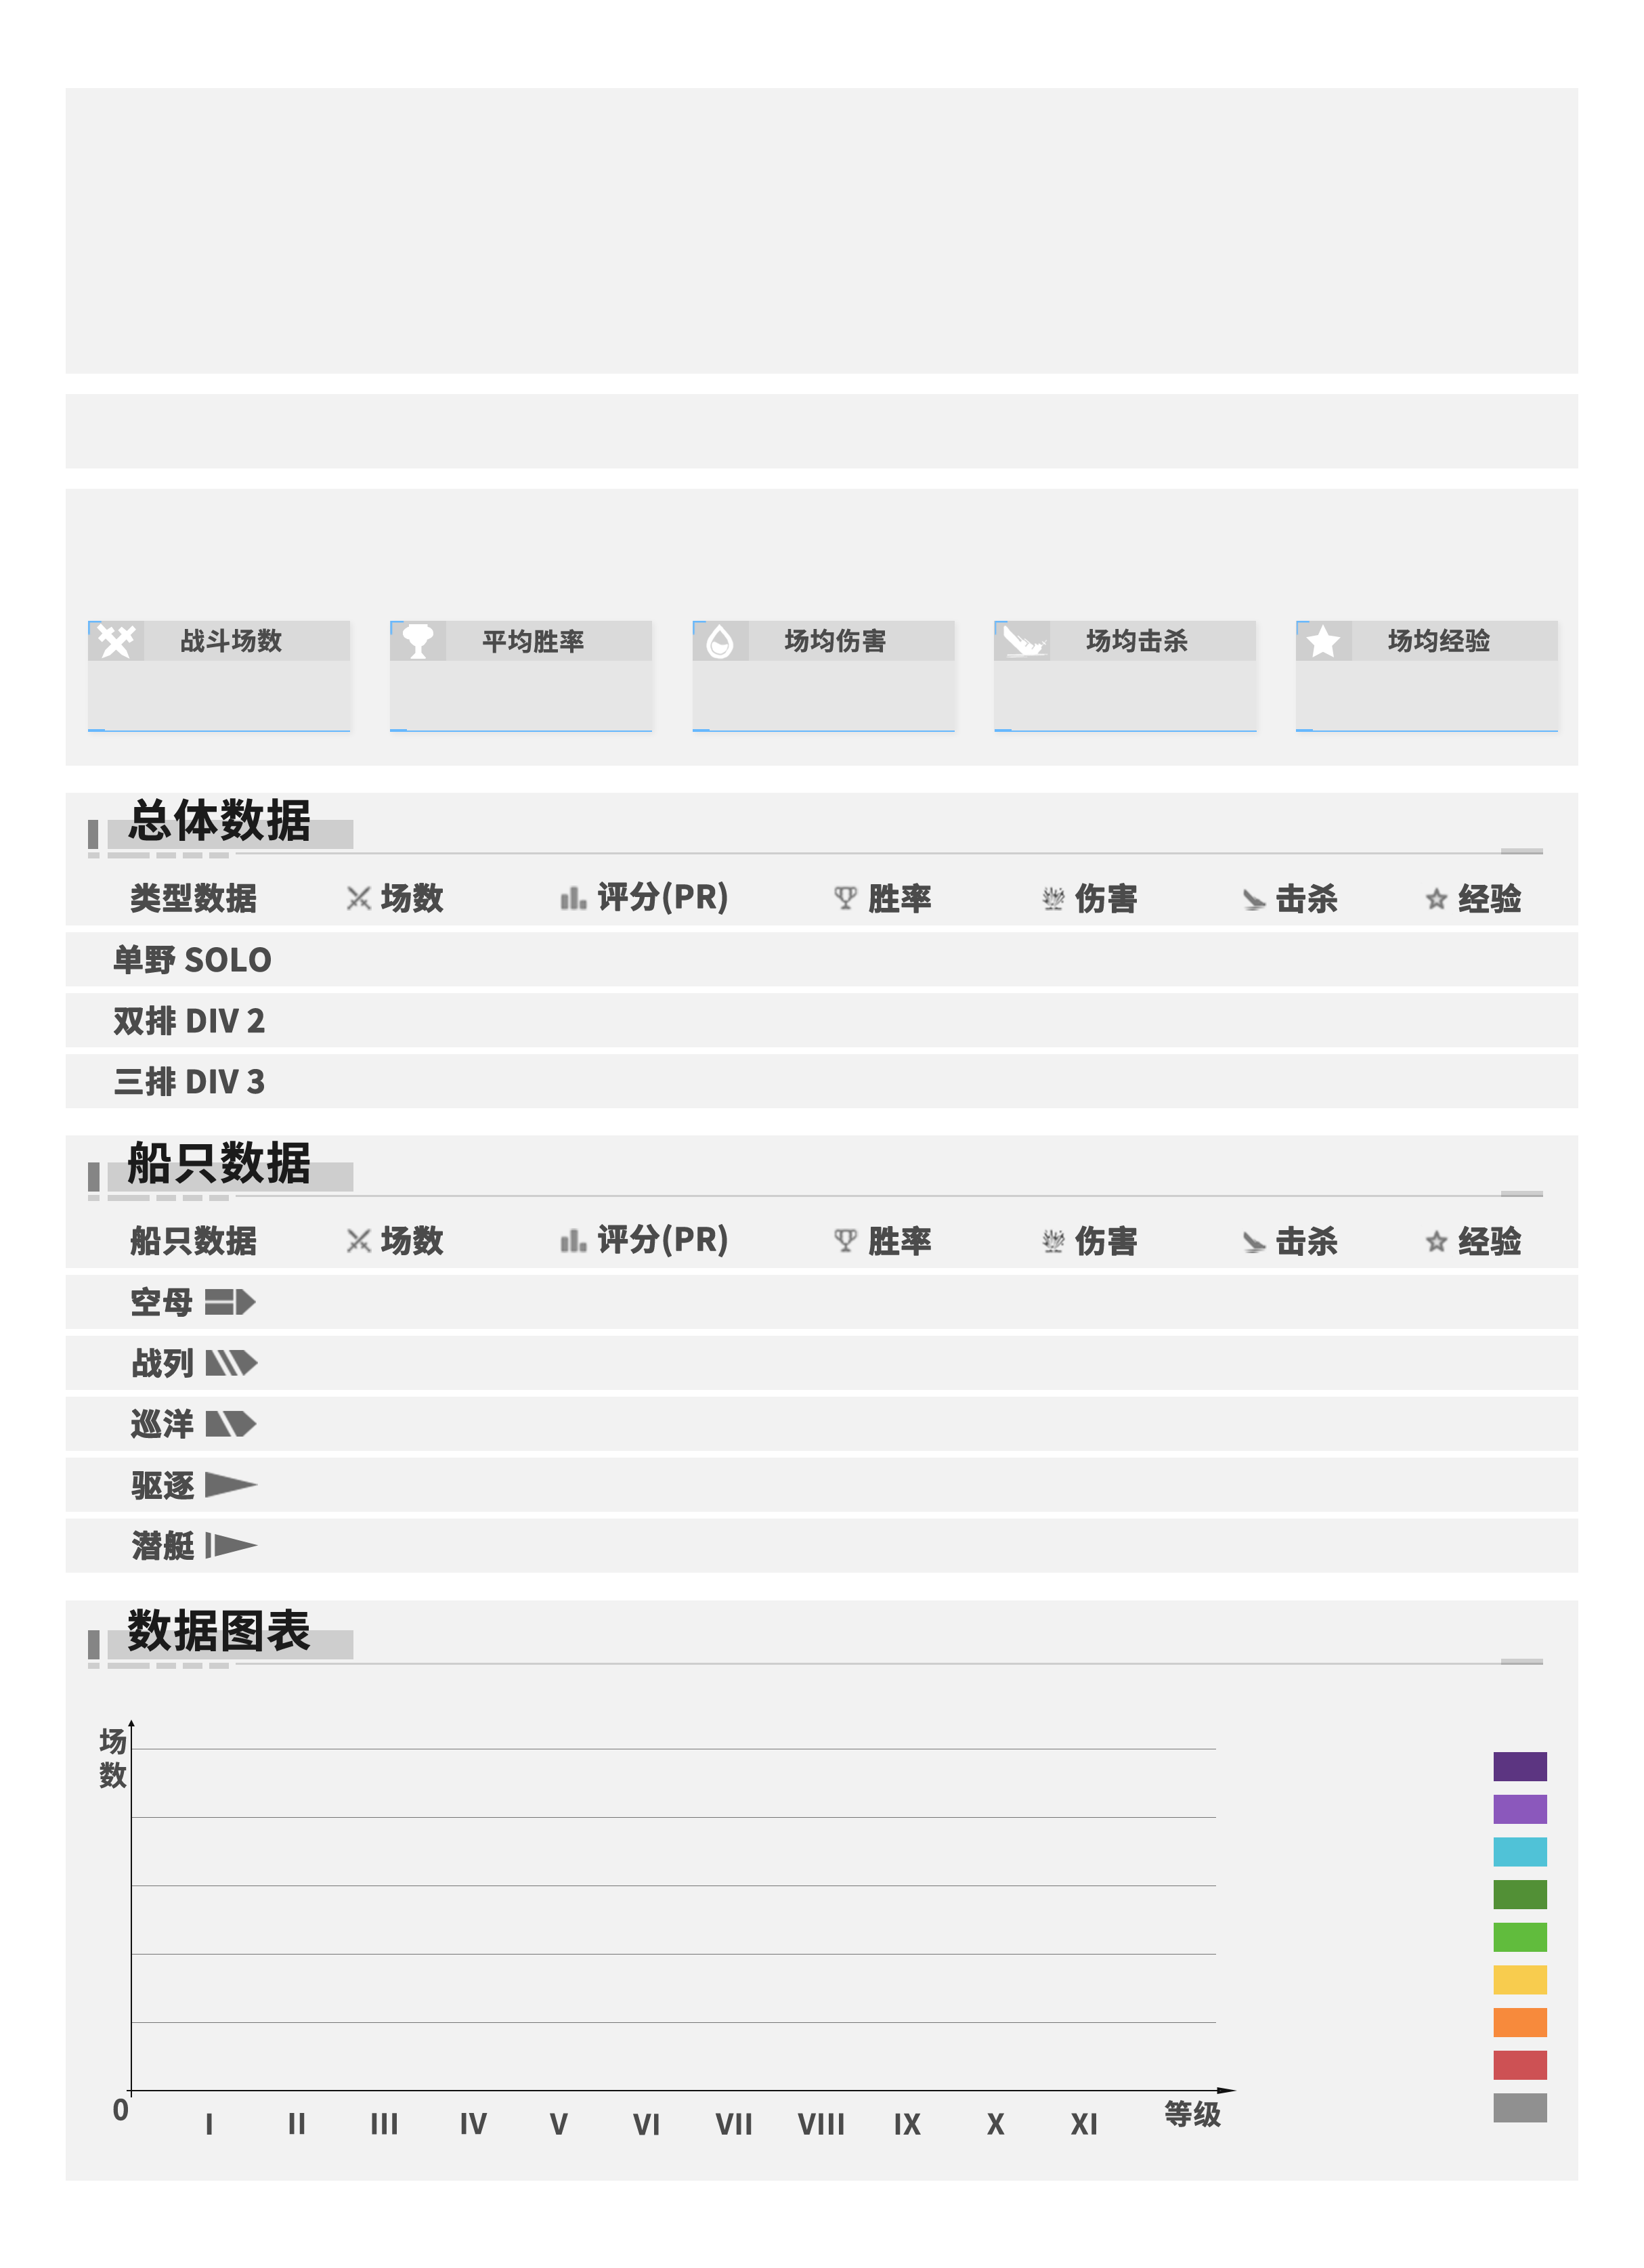 战斗场数 平均胜率 场均伤害 场均击杀 场均经验
总体数据
类型数据 场数 评分(PR) 胜率 伤害 击杀 经验
单野 SOLO
双排 DIV 2
三排 DIV 3
船只数据
船只数据 场数 评分(PR) 胜率 伤害 击杀 经验
空母
战列
巡洋
驱逐
潜艇
数据图表
场
数
0 I II III IV V VI VII VIII IX X XI 等级